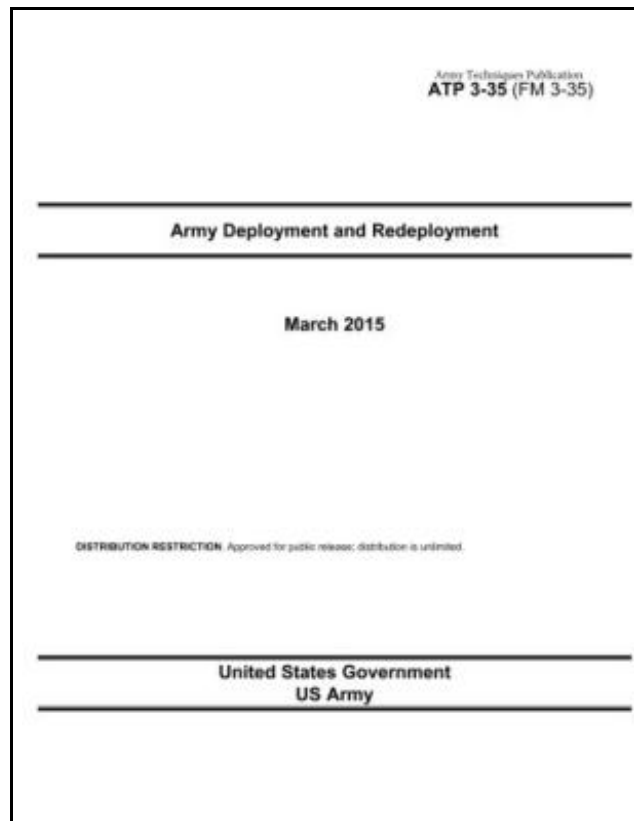 Army Techniques Publication
ATP 3-35 (FM 3-35)
Army Deployment and Redeployment
March 2015
DISTRIBUTION RESTRICTION. Approved for public release; distribution is unlimited.
United States Government
US Army